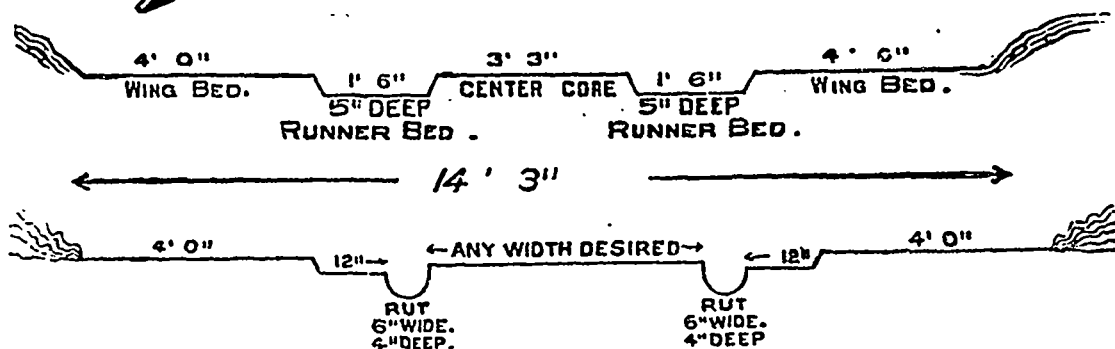 4' 0" 3' 3" 4' 0"
WING BED. 1' 6" CENTER CORE 1' 6" WING BED.
5" DEEP 5" DEEP
RUNNER BED. RUNNER BED.
14' 3"
4' 0" ANY WIDTH DESIRED 4' 0"
12" 12"
RUT RUT
6" WIDE. 6" WIDE.
4" DEEP. 4" DEEP